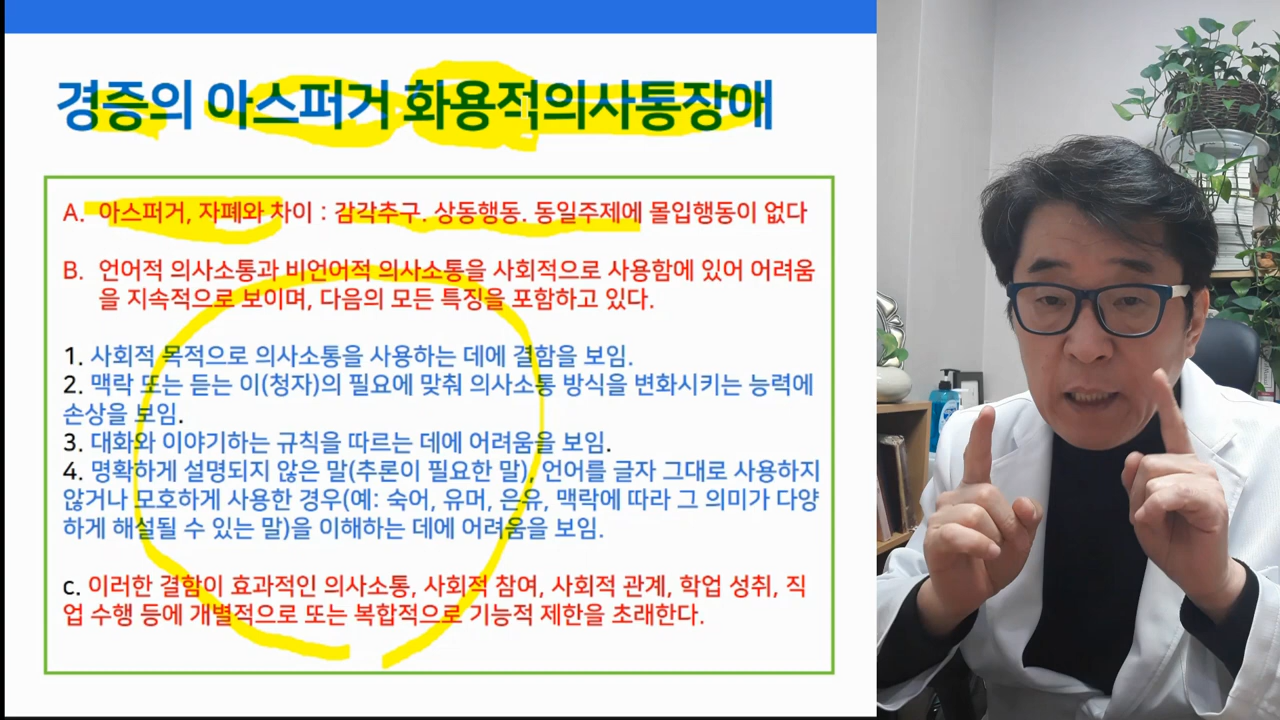 경증의 아스퍼거 화용적의사통장애
A. 아스퍼거, 자폐와 차이 : 감각추구. 상동행동. 동일주제에 몰입행동이 없다
B. 언어적 의사소통과 비언어적 의사소통을 사회적으로 사용함에 있어 어려움
을 지속적으로 보이며, 다음의 모든 특징을 포함하고 있다.
1. 사회적 목적으로 의사소통을 사용하는 데에 결함을 보임.
2. 맥락 또는 듣는 이(청자)의 필요에 맞춰 의사소통 방식을 변화시키는 능력에
손상을 보임.
3. 대화와 이야기하는 규칙을 따르는 데에 어려움을 보임.
4. 명확하게 설명되지 않은 말(추론이 필요한 말), 언어를 글자 그대로 사용하지
않거나 모호하게 사용한 경우(예: 숙어, 유머, 은유, 맥락에 따라 그 의미가 다양
하게 해설될 수 있는 말)을 이해하는 데에 어려움을 보임.
c. 이러한 결함이 효과적인 의사소통, 사회적 참여, 사회적 관계, 학업 성취, 직
업 수행 등에 개별적으로 또는 복합적으로 기능적 제한을 초래한다.